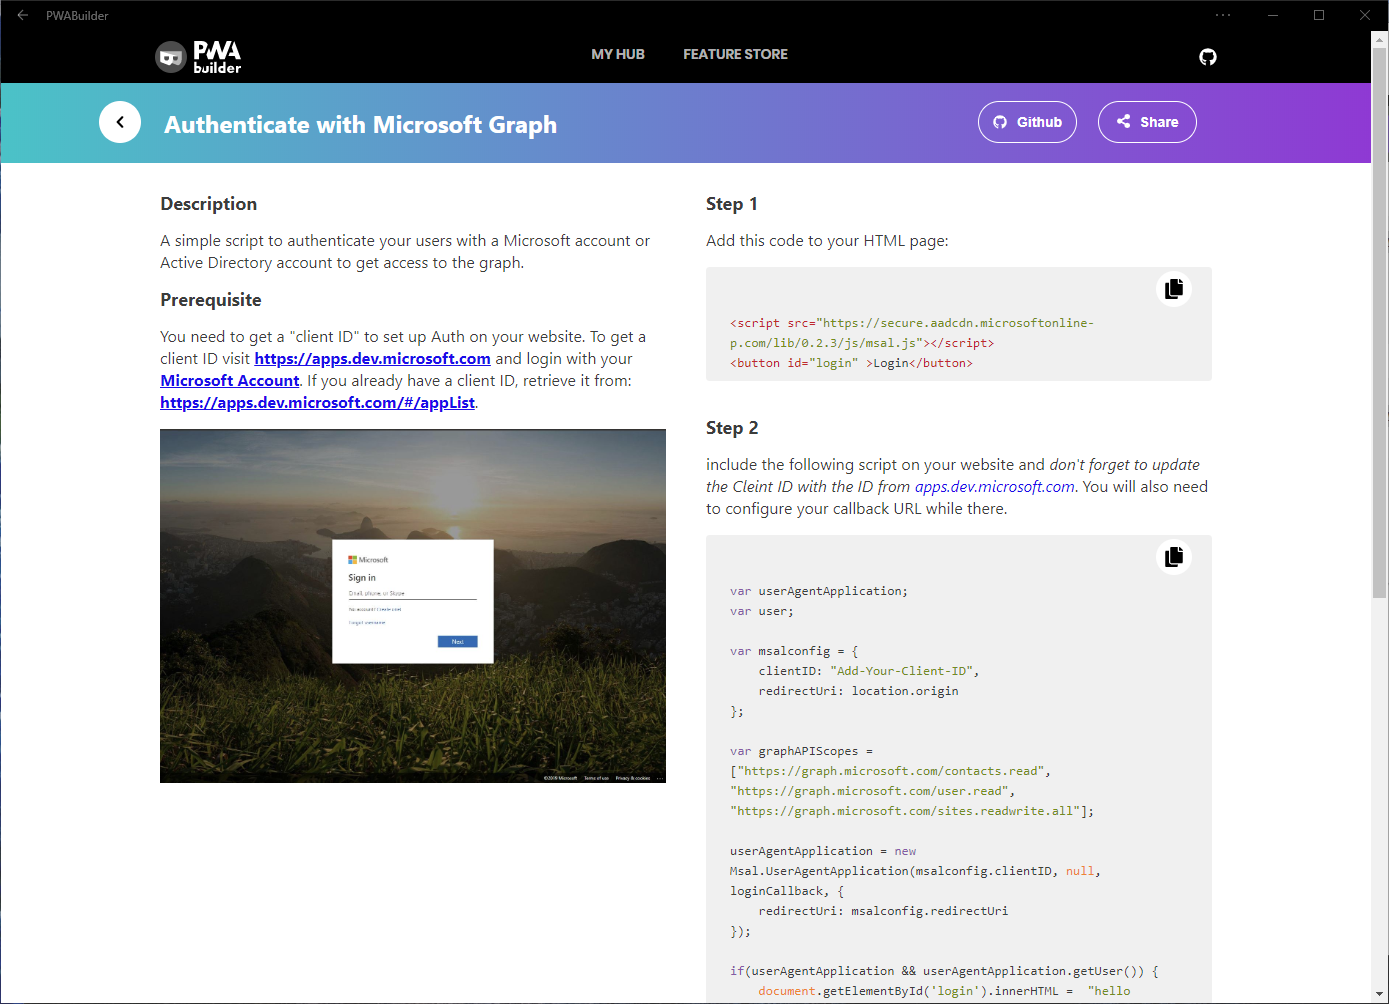 PWABuilder
PWA
builder
MY HUB
FEATURE STORE
Authenticate with Microsoft Graph
Github
Share
Description
A simple script to authenticate your users with a Microsoft account or
Active Directory account to get access to the graph.
Prerequisite
You need to get a "client ID" to set up Auth on your website. To get a
client ID visit https://apps.dev.microsoft.com and login with your
Microsoft Account. If you already have a client ID, retrieve it from:
https://apps.dev.microsoft.com/#/appList.
Microsoft
Sign in
Email, phone, or Skype
No account? Create one!
Forgot username
Next
©2018 Microsoft Terms of use Privacy & cookies ...
Step 1
Add this code to your HTML page:
<script src="https://secure.aadcdn.microsoftonline-
p.com/lib/0.2.3/js/msal.js"></script>
<button id="login" >Login</button>
Step 2
include the following script on your website and don't forget to update
the Cleint ID with the ID from apps.dev.microsoft.com. You will also need
to configure your callback URL while there.
var userAgentApplication;
var user;
var msalconfig = {
clientID: "Add-Your-Client-ID",
redirectUri: location.origin
};
var graphAPIScopes =
["https://graph.microsoft.com/contacts.read",
"https://graph.microsoft.com/user.read",
"https://graph.microsoft.com/sites.readwrite.all"];
userAgentApplication = new
Msal.UserAgentApplication(msalconfig.clientID, null,
loginCallback, {
redirectUri: msalconfig.redirectUri
});
if(userAgentApplication && userAgentApplication.getUser()) {
document.getElementById('login').innerHTML = "hello